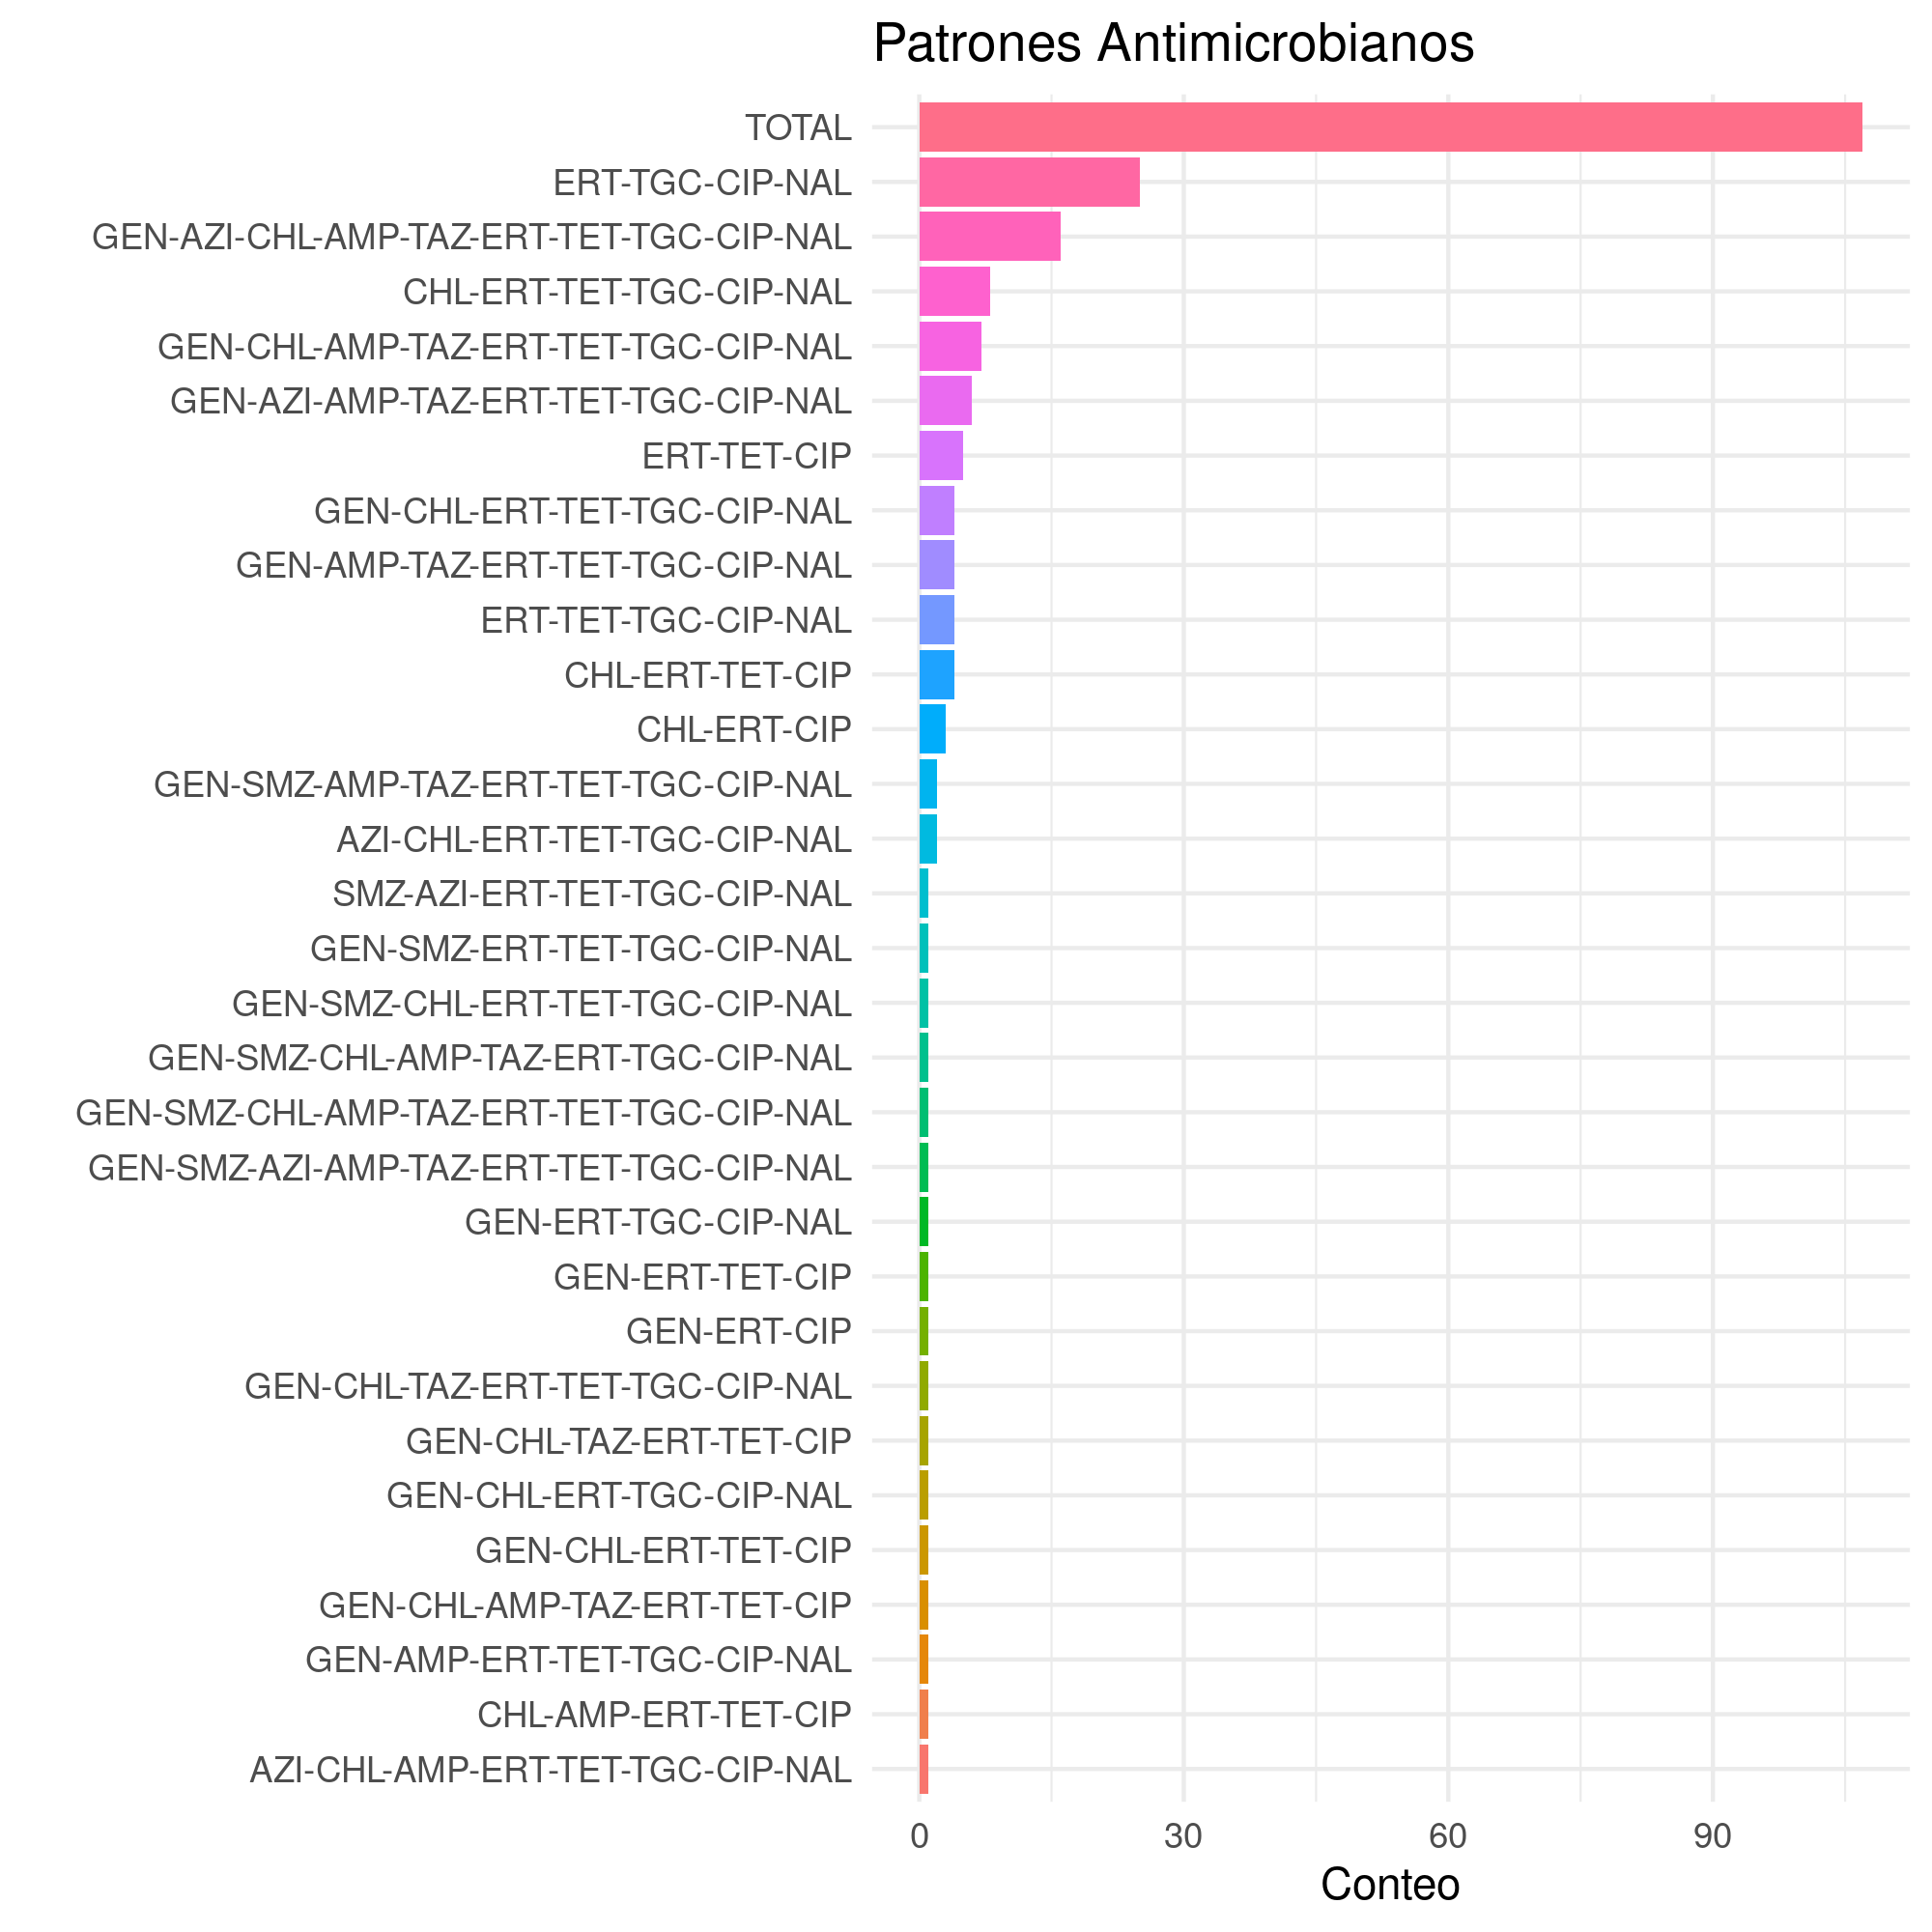 Patrones Antimicrobianos
TOTAL
ERT-TGC-CIP-NAL
GEN-AZI-CHL-AMP-TAZ-ERT-TET-TGC-CIP-NAL
CHL-ERT-TET-TGC-CIP-NAL
GEN-CHL-AMP-TAZ-ERT-TET-TGC-CIP-NAL
GEN-AZI-AMP-TAZ-ERT-TET-TGC-CIP-NAL
ERT-TET-CIP
GEN-CHL-ERT-TET-TGC-CIP-NAL
GEN-AMP-TAZ-ERT-TET-TGC-CIP-NAL
ERT-TET-TGC-CIP-NAL
CHL-ERT-TET-CIP
CHL-ERT-CIP
GEN-SMZ-AMP-TAZ-ERT-TET-TGC-CIP-NAL
AZI-CHL-ERT-TET-TGC-CIP-NAL
SMZ-AZI-ERT-TET-TGC-CIP-NAL
GEN-SMZ-ERT-TET-TGC-CIP-NAL
GEN-SMZ-CHL-ERT-TET-TGC-CIP-NAL
GEN-SMZ-CHL-AMP-TAZ-ERT-TGC-CIP-NAL
GEN-SMZ-CHL-AMP-TAZ-ERT-TET-TGC-CIP-NAL
GEN-SMZ-AZI-AMP-TAZ-ERT-TET-TGC-CIP-NAL
GEN-ERT-TGC-CIP-NAL
GEN-ERT-TET-CIP
GEN-ERT-CIP
GEN-CHL-TAZ-ERT-TET-TGC-CIP-NAL
GEN-CHL-TAZ-ERT-TET-CIP
GEN-CHL-ERT-TGC-CIP-NAL
GEN-CHL-ERT-TET-CIP
GEN-CHL-AMP-TAZ-ERT-TET-CIP
GEN-AMP-ERT-TET-TGC-CIP-NAL
CHL-AMP-ERT-TET-CIP
AZI-CHL-AMP-ERT-TET-TGC-CIP-NAL
0 30 60 90
Conteo